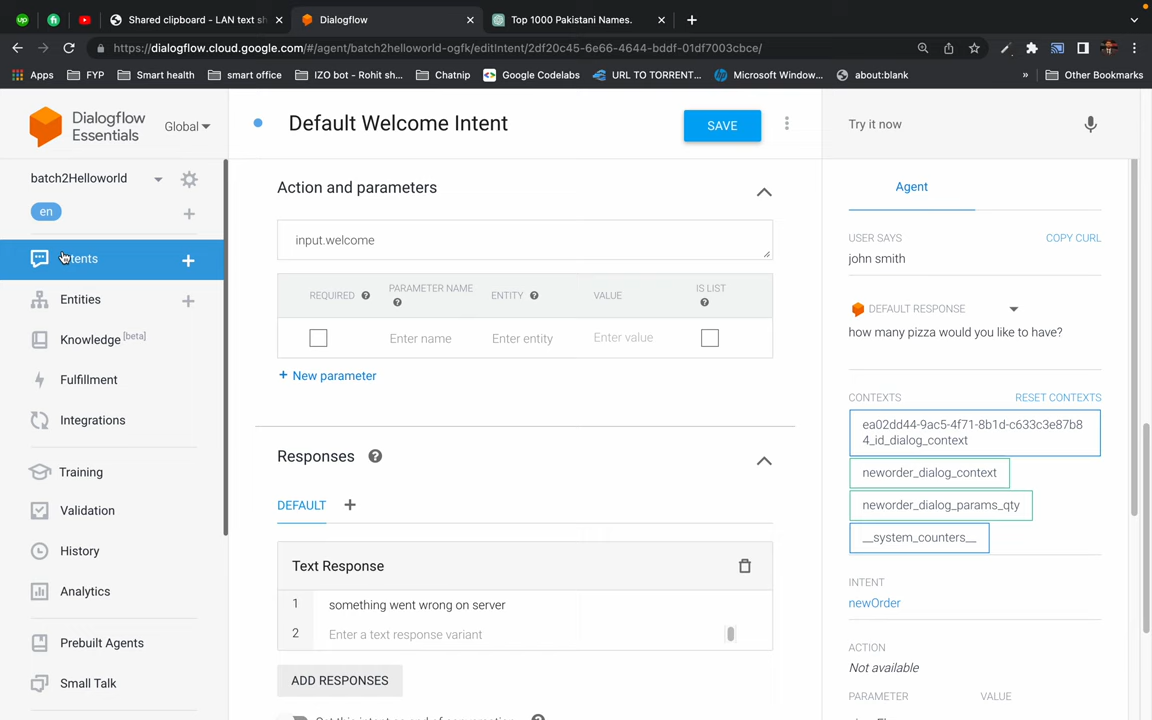 Shared clipboard - LAN text sh
Dialogflow
Top 1000 Pakistani Names.
https://dialogflow.cloud.google.com/#/agent/batch2helloworld-ogfk/editIntent/2df20c45-6e66-4644-bddf-01df7003cbce/
Apps
FYP
Smart health
smart office
IZO bot - Rohit sh...
Chatnip
Google Codelabs
URL TO TORRENT...
Microsoft Window...
about:blank
»
Other Bookmarks
Dialogflow
Essentials
Global
batch2Helloworld
en
Intents
Entities
Knowledge [beta]
Fulfillment
Integrations
Training
Validation
History
Analytics
Prebuilt Agents
Small Talk
Default Welcome Intent
SAVE
Action and parameters
input.welcome
REQUIRED
PARAMETER NAME
ENTITY
VALUE
IS LIST
Enter name
Enter entity
Enter value
+ New parameter
Responses
DEFAULT
Text Response
1 something went wrong on server
2 Enter a text response variant
ADD RESPONSES
Try it now
Agent
USER SAYS
COPY CURL
john smith
DEFAULT RESPONSE
how many pizza would you like to have?
CONTEXTS
RESET CONTEXTS
ea02dd44-9ac5-4f71-8b1d-c633c3e87b8
4_id_dialog_context
neworder_dialog_context
neworder_dialog_params_qty
__system_counters__
INTENT
newOrder
ACTION
Not available
PARAMETER
VALUE